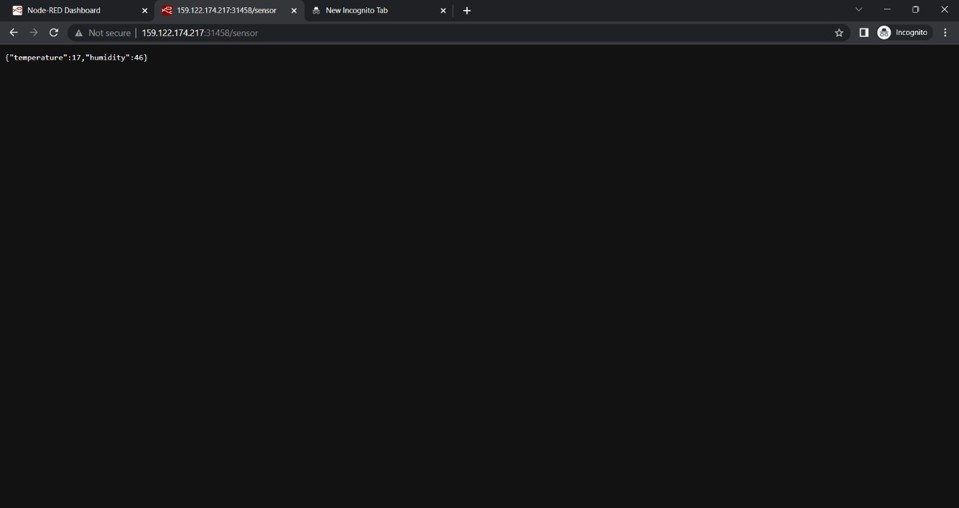 Node-RED Dashboard
159.122.174.217:31458/sensor
New Incognito Tab
Not secure | 159.122.174.217:31458/sensor
Incognito
{"temperature":17,"humidity":46}